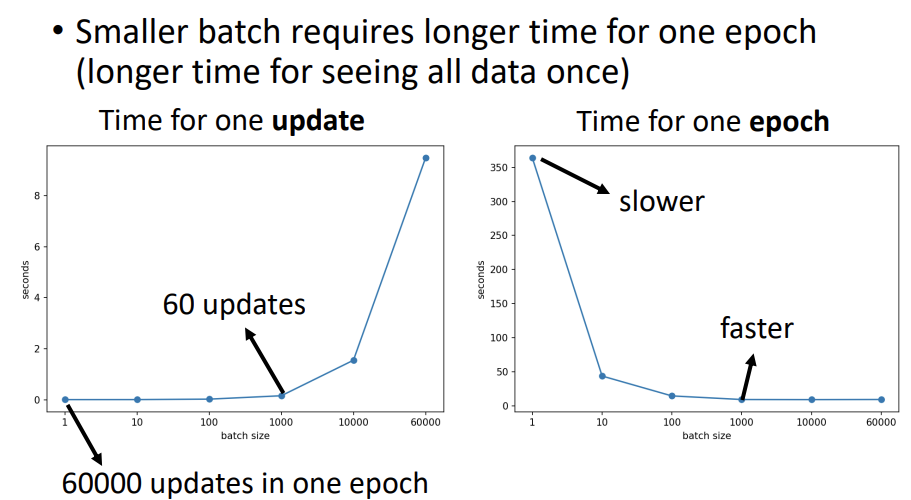 • Smaller batch requires longer time for one epoch
(longer time for seeing all data once)
Time for one update
seconds
8
6
4
2
0
1 10 100 1000 10000 60000
batch size
60 updates
60000 updates in one epoch
Time for one epoch
seconds
350
300
250
200
150
100
50
0
1 10 100 1000 10000 60000
batch size
slower
faster